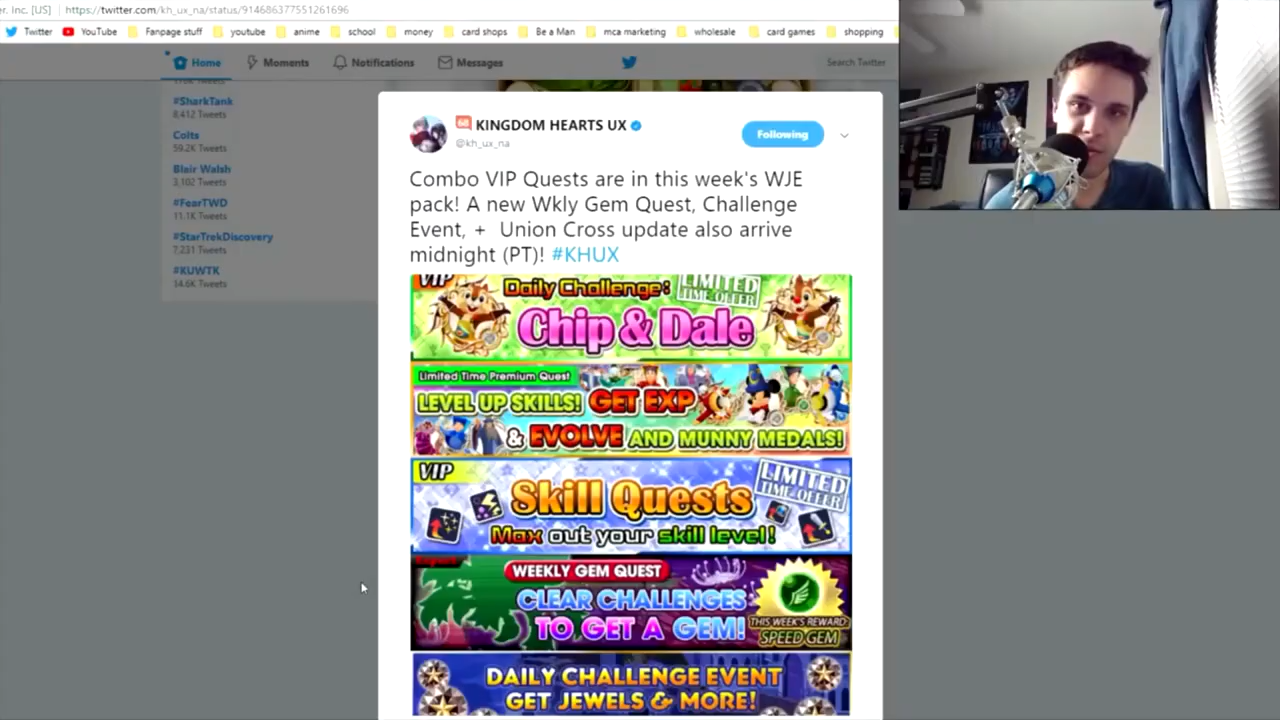 er. Inc. [US] https://twitter.com/kh_ux_na/status/914686377551261696
Twitter YouTube Fanpage stuff youtube anime school money card shops Be a Man mca marketing wholesale card games shopping
Home Moments Notifications Messages Search Twitter
#SharkTank
8,412 Tweets
Colts
59.2K Tweets
Blair Walsh
3,102 Tweets
#FearTWD
11.1K Tweets
#StarTrekDiscovery
7,231 Tweets
#KUWTK
14.6K Tweets
KINGDOM HEARTS UX
@kh_ux_na
Following
Combo VIP Quests are in this week's WJE
pack! A new Wkly Gem Quest, Challenge
Event, + Union Cross update also arrive
midnight (PT)! #KHUX
VIP Daily Challenge: LIMITED
TIME OFFER
Chip & Dale
Limited Time Premium Quest
LEVEL UP SKILLS! GET EXP
& EVOLVE AND MUNNY MEDALS!
VIP
LIMITED
TIME OFFER
Skill Quests
Max out your skill level!
WEEKLY GEM QUEST
CLEAR CHALLENGES
TO GET A GEM!
THIS WEEK'S REWARD:
SPEED GEM
DAILY CHALLENGE EVENT
GET JEWELS & MORE!